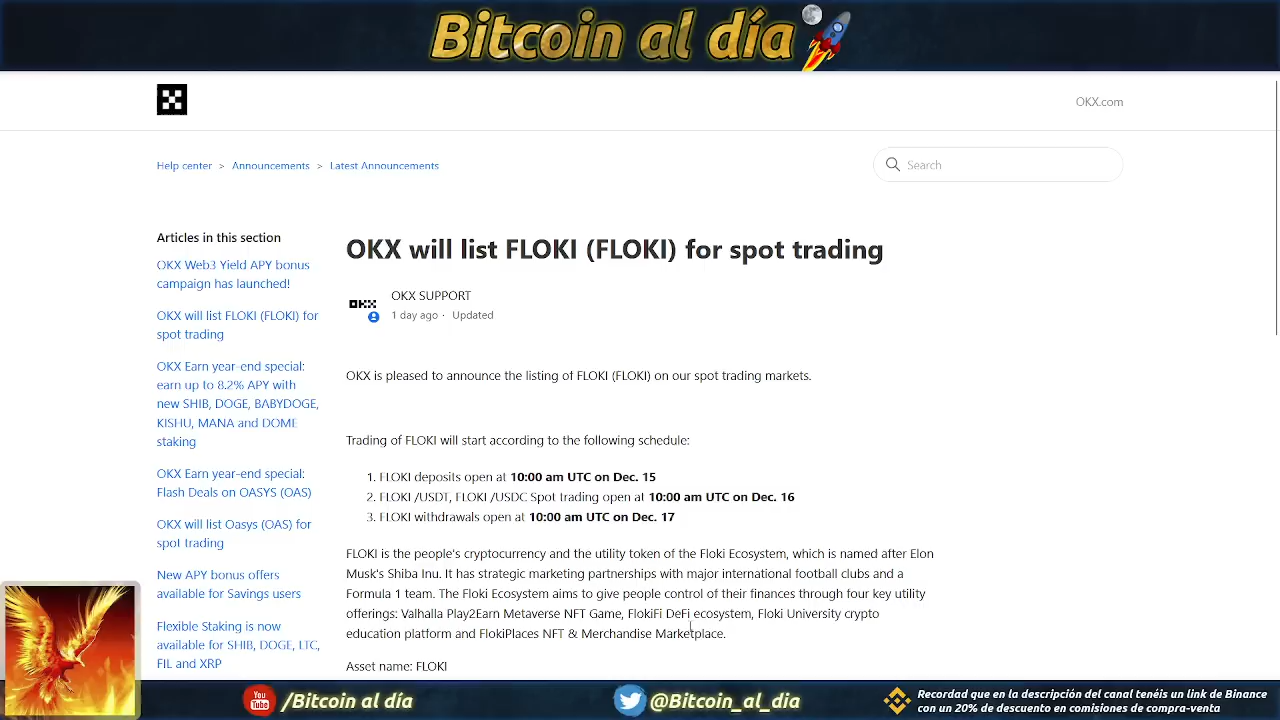 Bitcoin al día
OKX.com
Help center > Announcements > Latest Announcements
Search
Articles in this section
OKX Web3 Yield APY bonus
campaign has launched!
OKX will list FLOKI (FLOKI) for
spot trading
OKX Earn year-end special:
earn up to 8.2% APY with
new SHIB, DOGE, BABYDOGE,
KISHU, MANA and DOME
staking
OKX Earn year-end special:
Flash Deals on OASYS (OAS)
OKX will list Oasys (OAS) for
spot trading
New APY bonus offers
available for Savings users
Flexible Staking is now
available for SHIB, DOGE, LTC,
FIL and XRP
OKX will list FLOKI (FLOKI) for spot trading
OKX
OKX SUPPORT
1 day ago · Updated
OKX is pleased to announce the listing of FLOKI (FLOKI) on our spot trading markets.
Trading of FLOKI will start according to the following schedule:
1. FLOKI deposits open at 10:00 am UTC on Dec. 15
2. FLOKI /USDT, FLOKI /USDC Spot trading open at 10:00 am UTC on Dec. 16
3. FLOKI withdrawals open at 10:00 am UTC on Dec. 17
FLOKI is the people's cryptocurrency and the utility token of the Floki Ecosystem, which is named after Elon
Musk's Shiba Inu. It has strategic marketing partnerships with major international football clubs and a
Formula 1 team. The Floki Ecosystem aims to give people control of their finances through four key utility
offerings: Valhalla Play2Earn Metaverse NFT Game, FlokiFi DeFi ecosystem, Floki University crypto
education platform and FlokiPlaces NFT & Merchandise Marketplace.
Asset name: FLOKI
You Tube
/Bitcoin al día
@Bitcoin_al_dia
Recordad que en la descripción del canal tenéis un link de Binance
con un 20% de descuento en comisiones de compra-venta